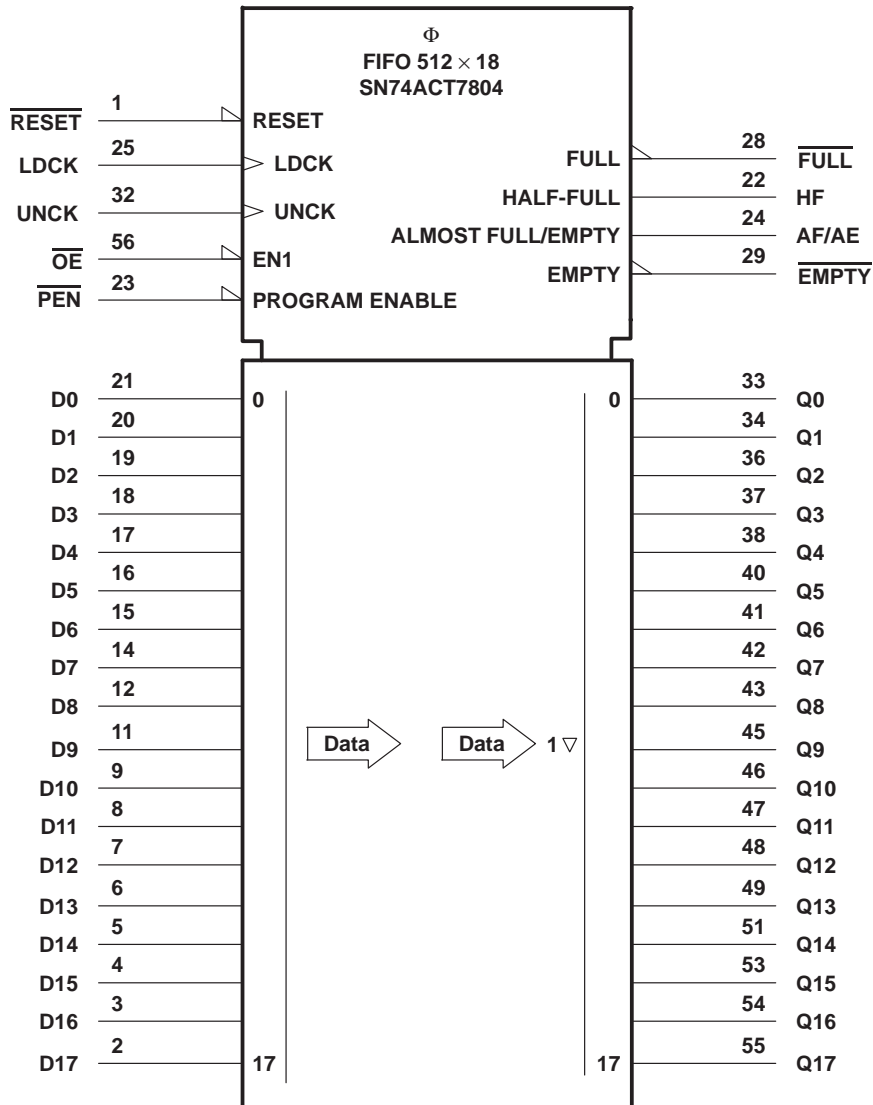 Φ
FIFO 512 × 18
SN74ACT7804
RESET 1 RESET
LDCK 25 LDCK
UNCK 32 UNCK
OE 56 EN1
PEN 23 PROGRAM ENABLE
FULL 28 FULL
HALF-FULL 22 HF
ALMOST FULL/EMPTY 24 AF/AE
EMPTY 29 EMPTY
D0 21 0 0 33 Q0
D1 20 34 Q1
D2 19 36 Q2
D3 18 37 Q3
D4 17 38 Q4
D5 16 40 Q5
D6 15 41 Q6
D7 14 42 Q7
D8 12 43 Q8
D9 11 Data Data 1 ▽ 45 Q9
D10 9 46 Q10
D11 8 47 Q11
D12 7 48 Q12
D13 6 49 Q13
D14 5 51 Q14
D15 4 53 Q15
D16 3 54 Q16
D17 2 17 17 55 Q17